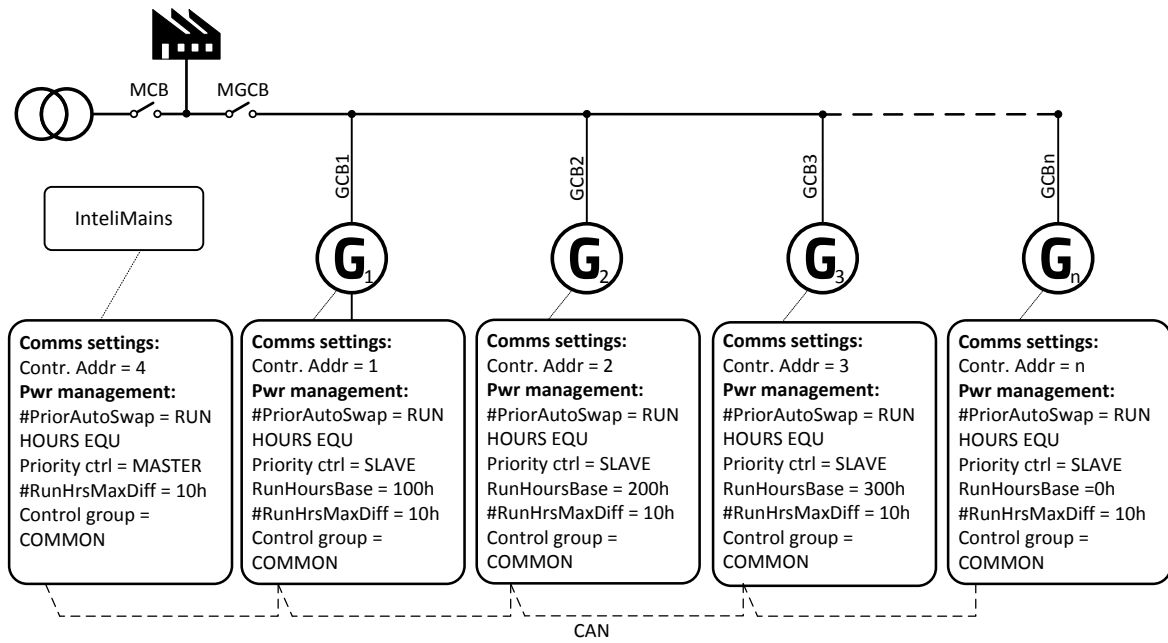 MCB
MGCB
GCB1
GCB2
GCB3
GCBn
InteliMains
G1
G2
G3
Gn
Comms settings:
Contr. Addr = 4
Pwr management:
#PriorAutoSwap = RUN
HOURS EQU
Priority ctrl = MASTER
#RunHrsMaxDiff = 10h
Control group =
COMMON
Comms settings:
Contr. Addr = 1
Pwr management:
#PriorAutoSwap = RUN
HOURS EQU
Priority ctrl = SLAVE
RunHoursBase = 100h
#RunHrsMaxDiff = 10h
Control group =
COMMON
Comms settings:
Contr. Addr = 2
Pwr management:
#PriorAutoSwap = RUN
HOURS EQU
Priority ctrl = SLAVE
RunHoursBase = 200h
#RunHrsMaxDiff = 10h
Control group =
COMMON
Comms settings:
Contr. Addr = 3
Pwr management:
#PriorAutoSwap = RUN
HOURS EQU
Priority ctrl = SLAVE
RunHoursBase = 300h
#RunHrsMaxDiff = 10h
Control group =
COMMON
Comms settings:
Contr. Addr = n
Pwr management:
#PriorAutoSwap = RUN
HOURS EQU
Priority ctrl = SLAVE
RunHoursBase =0h
#RunHrsMaxDiff = 10h
Control group =
COMMON
CAN